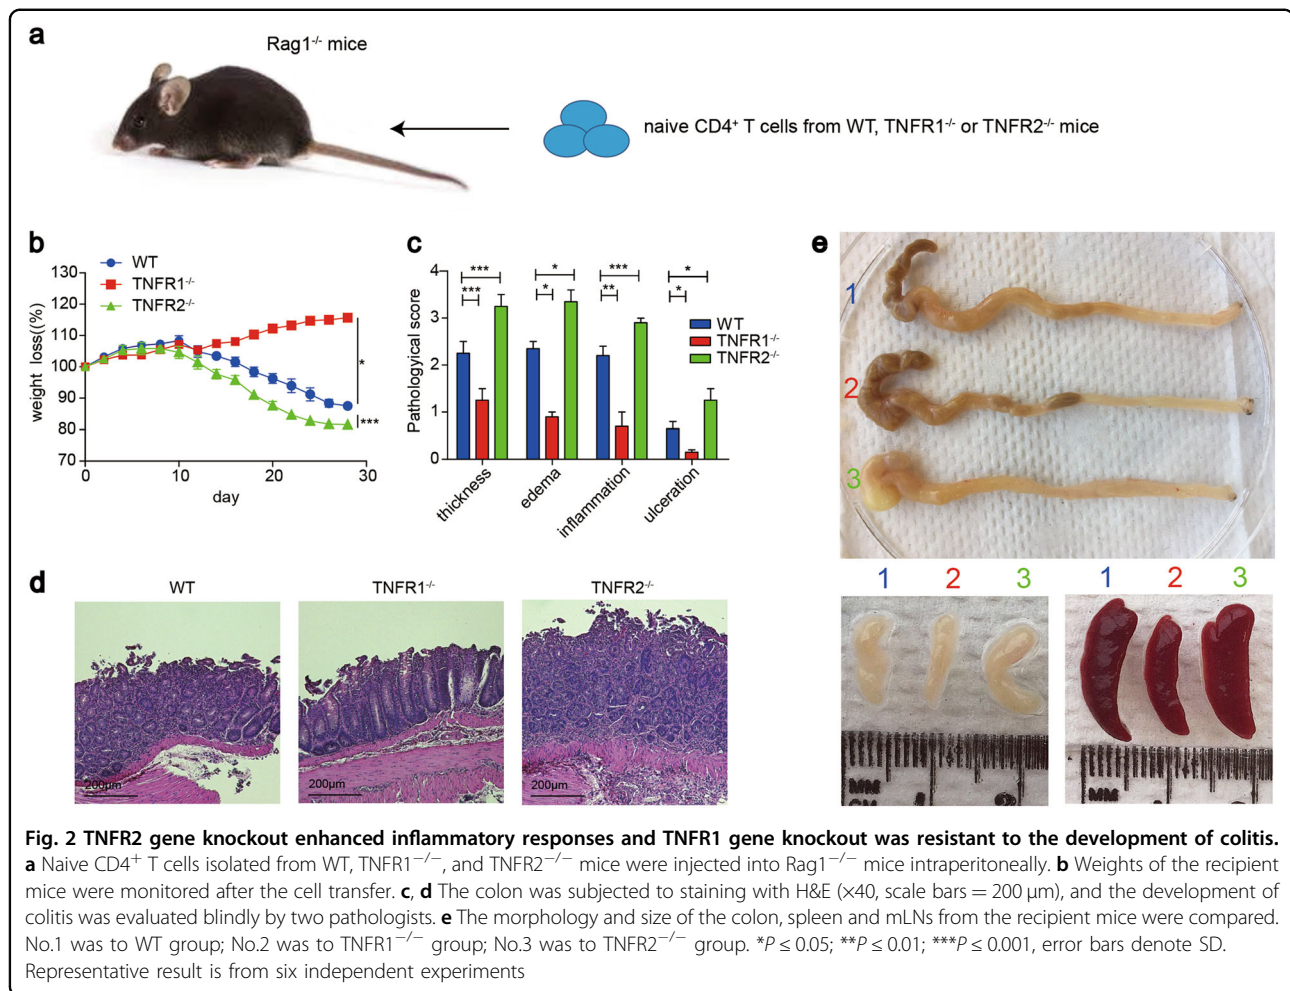 a
Rag1-/- mice
naive CD4+ T cells from WT, TNFR1-/- or TNFR2-/- mice
b
WT
TNFR1-/-
TNFR2-/-
weight loss((%)
130
120
110
100
90
80
70
0
10
20
30
day
*
***
c
Pathologyical score
4
3
2
1
0
***
***
*
*
***
**
*
*
WT
TNFR1-/-
TNFR2-/-
thickness
edema
inflammation
ulceration
d
WT
TNFR1-/-
TNFR2-/-
200μm
200μm
200μm
e
1
2
3
1 2 3
1 2 3
MM
MM
Fig. 2 TNFR2 gene knockout enhanced inflammatory responses and TNFR1 gene knockout was resistant to the development of colitis.
a Naive CD4+ T cells isolated from WT, TNFR1−/−, and TNFR2−/− mice were injected into Rag1−/− mice intraperitoneally. b Weights of the recipient
mice were monitored after the cell transfer. c, d The colon was subjected to staining with H&E (×40, scale bars = 200 μm), and the development of
colitis was evaluated blindly by two pathologists. e The morphology and size of the colon, spleen and mLNs from the recipient mice were compared.
No.1 was to WT group; No.2 was to TNFR1−/− group; No.3 was to TNFR2−/− group. *P ≤ 0.05; **P ≤ 0.01; ***P ≤ 0.001, error bars denote SD.
Representative result is from six independent experiments